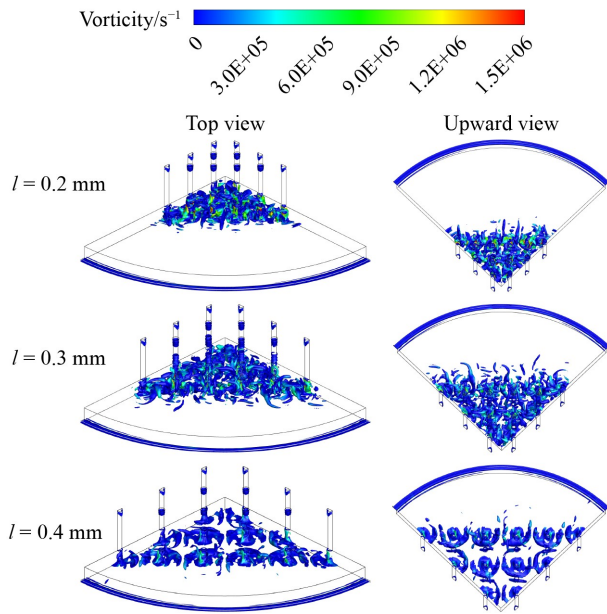 Vorticity/s⁻¹
0
3.0E+05
6.0E+05
9.0E+05
1.2E+06
1.5E+06
Top view
Upward view
l = 0.2 mm
l = 0.3 mm
l = 0.4 mm